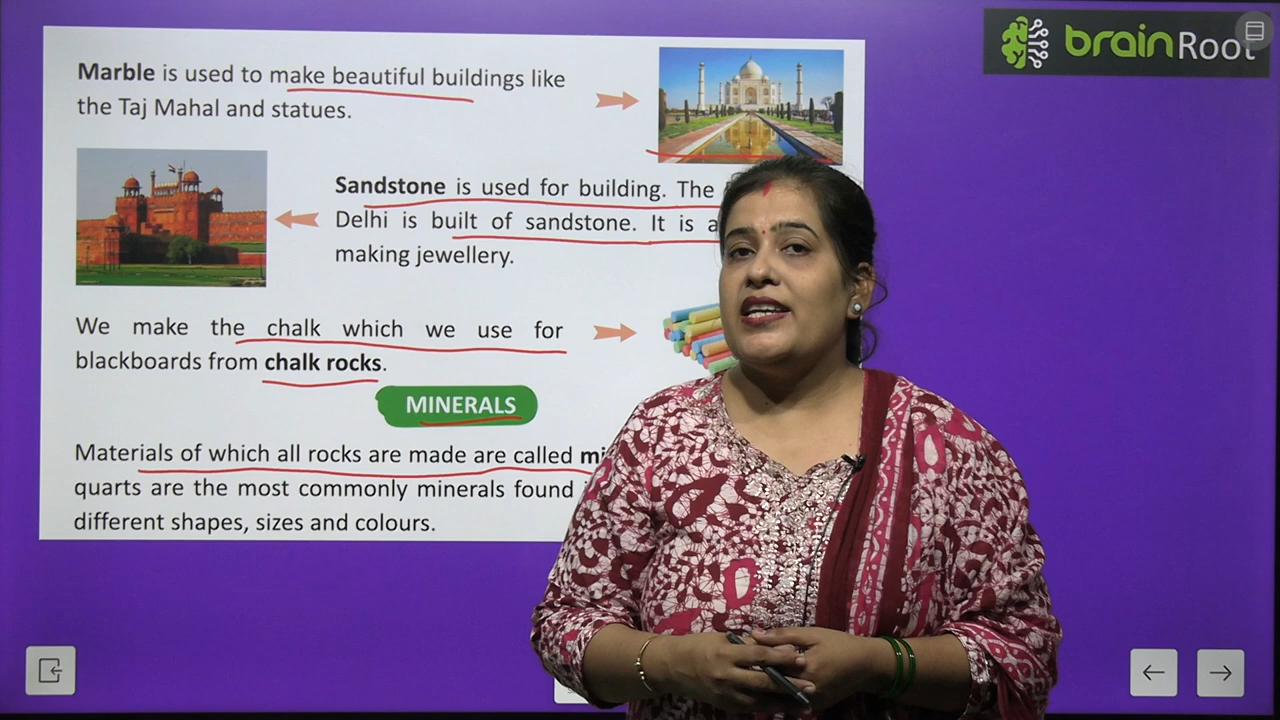 brainRoot
Marble is used to make beautiful buildings like
the Taj Mahal and statues.
Sandstone is used for building. The
Delhi is built of sandstone. It is a
making jewellery.
We make the chalk which we use for
blackboards from chalk rocks.
MINERALS
Materials of which all rocks are made are called mi
quarts are the most commonly minerals found
different shapes, sizes and colours.